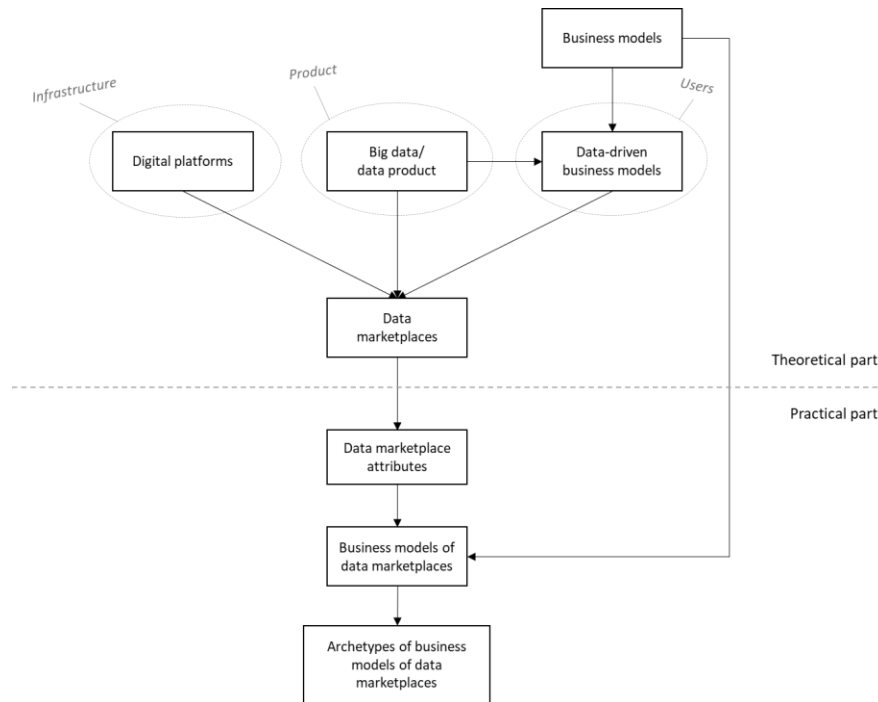 Business models
Infrastructure
Product
Users
Digital platforms
Big data/
data product
Data-driven
business models
Data
marketplaces
Theoretical part
Practical part
Data marketplace
attributes
Business models of
data marketplaces
Archetypes of business
models of data
marketplaces